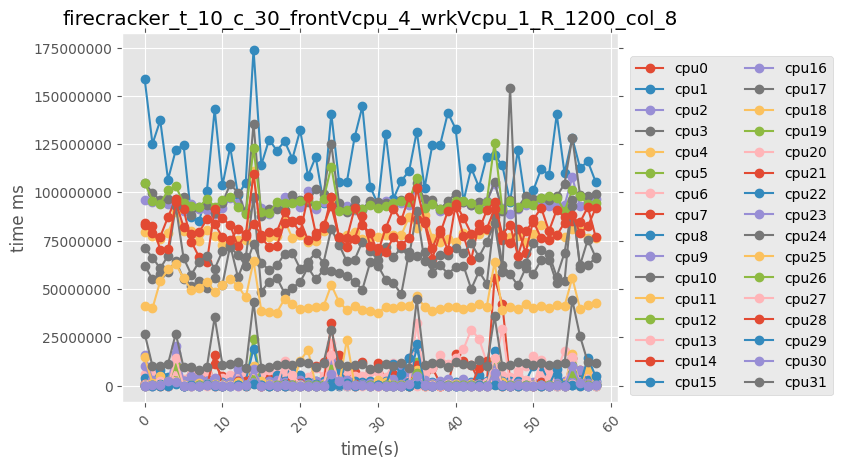 firecracker_t_10_c_30_frontVcpu_4_wrkVcpu_1_R_1200_col_8
175000000
150000000
125000000
100000000
75000000
50000000
25000000
0
time ms
0 10 20 30 40 50 60
time(s)
cpu0 cpu16
cpu1 cpu17
cpu2 cpu18
cpu3 cpu19
cpu4 cpu20
cpu5 cpu21
cpu6 cpu22
cpu7 cpu23
cpu8 cpu24
cpu9 cpu25
cpu10 cpu26
cpu11 cpu27
cpu12 cpu28
cpu13 cpu29
cpu14 cpu30
cpu15 cpu31